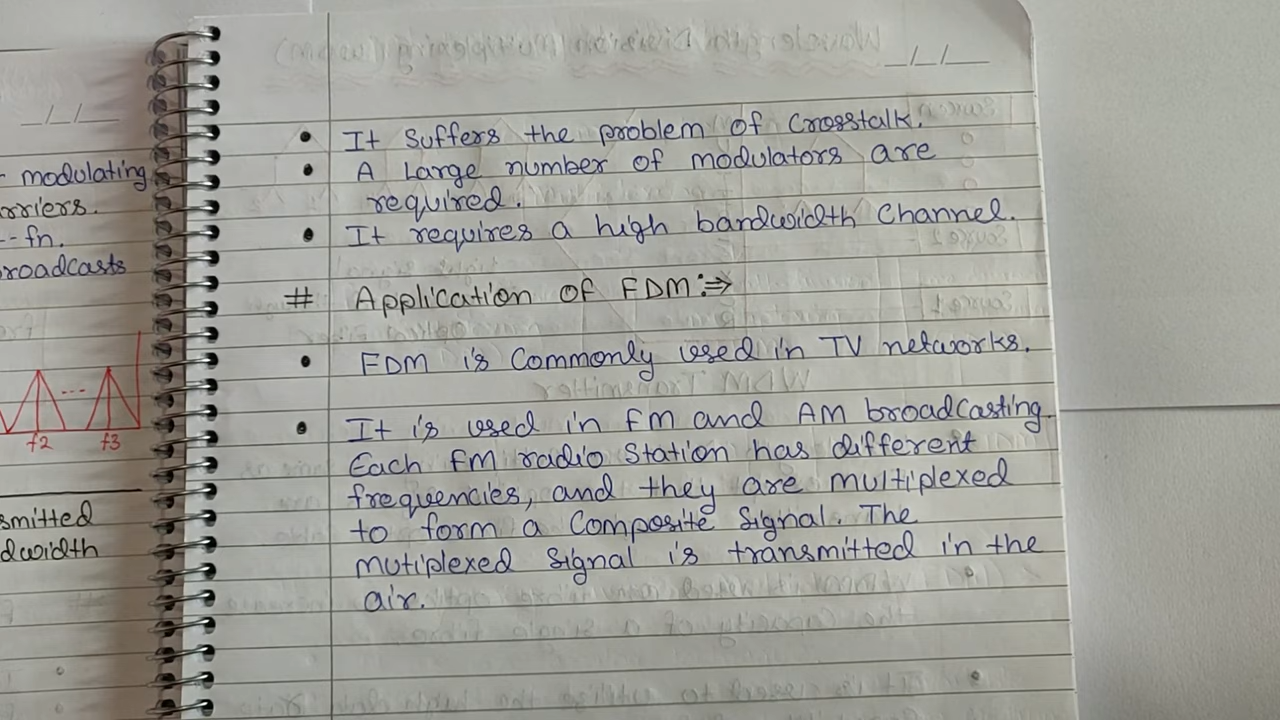 - modulating
rriers.
-- fn.
roadcasts
f2 f3
smitted
dwidth
• It Suffers the problem of Crosstalk.
• A Large number of modulators are
required.
• It requires a high bandwidth Channel.
# Application OF FDM:⇒
• FDM is Commonly used in TV networks.
• It is used in FM and AM broadCasting.
Each FM radio Station has different
frequencies, and they are multiplexed
to form a Composite Signal. The
mutiplexed Signal is transmitted in the
air.